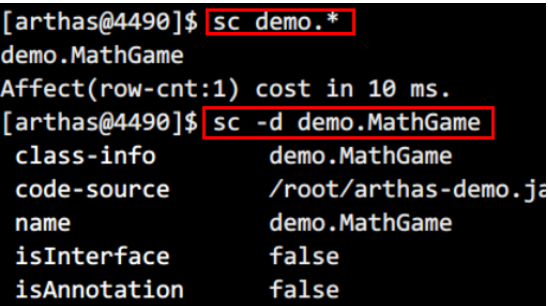 [arthas@4490]$ sc demo.*
demo.MathGame
Affect(row-cnt:1) cost in 10 ms.
[arthas@4490]$ sc -d demo.MathGame
class-info demo.MathGame
code-source /root/arthas-demo.ja
name demo.MathGame
isInterface false
isAnnotation false